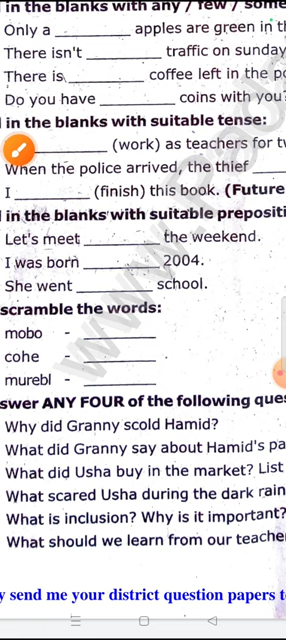 in the blanks with any / few / some
Only a __________ apples are green in t
There isn't __________ traffic on sunday
There is __________ coffee left in the p
Do you have __________ coins with you?
in the blanks with suitable tense:
__________ (work) as teachers for t
When the police arrived, the thief ____
I __________ (finish) this book. (Future
in the blanks with suitable prepositi
Let's meet __________ the weekend.
I was born __________ 2004.
She went __________ school.
scramble the words:
mobo - __________
cohe - __________
murebl - __________
swer ANY FOUR of the following que
Why did Granny scold Hamid?
What did Granny say about Hamid's pa
What did Usha buy in the market? List
What scared Usha during the dark rain
What is inclusion? Why is it important?
What should we learn from our teache
y send me your district question papers t